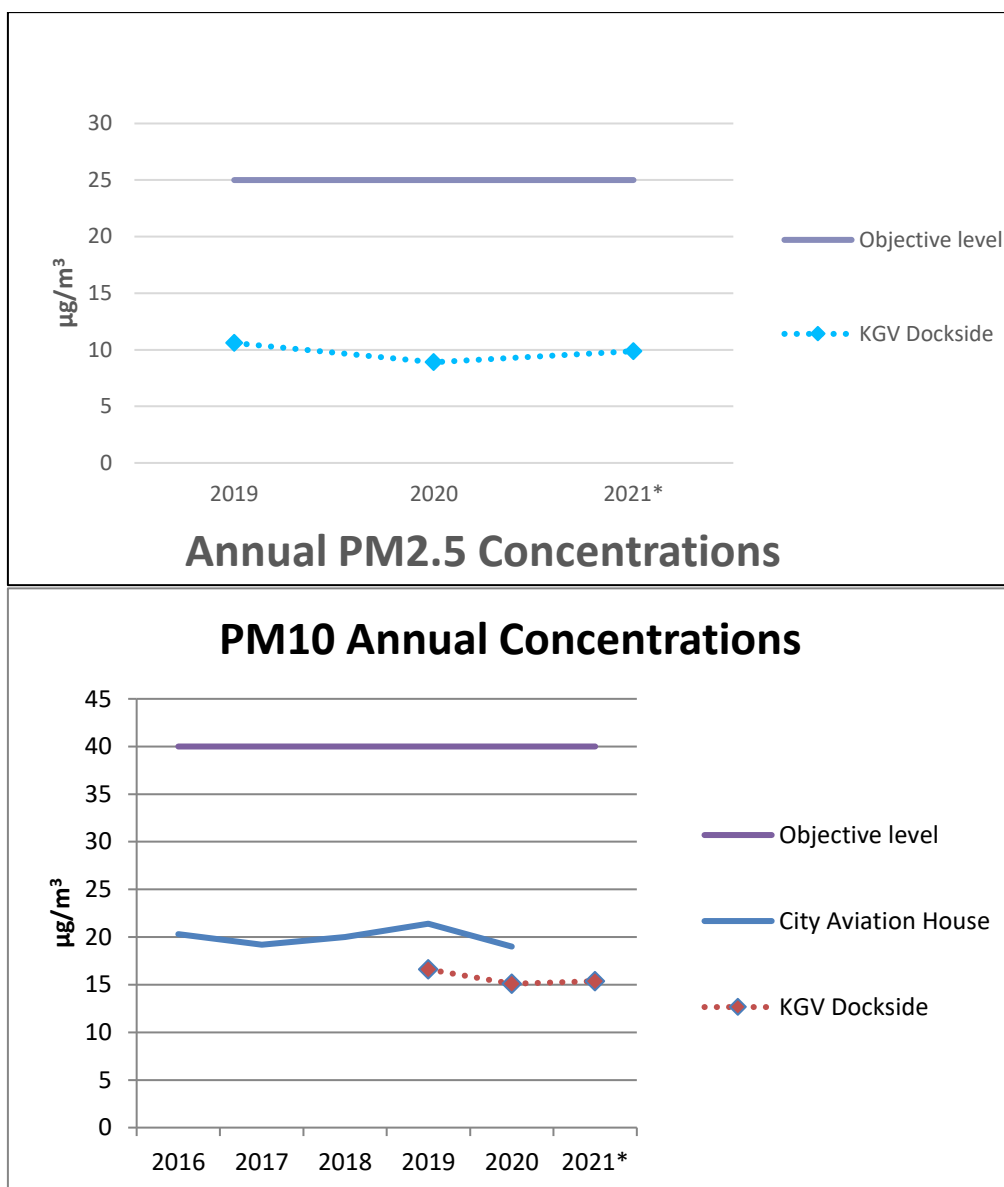 30
25
20
15
10
5
0
µg/m³
2019 2020 2021*
Objective level
KGV Dockside
Annual PM2.5 Concentrations
PM10 Annual Concentrations
45
40
35
30
25
20
15
10
5
0
µg/m³
2016 2017 2018 2019 2020 2021*
Objective level
City Aviation House
KGV Dockside